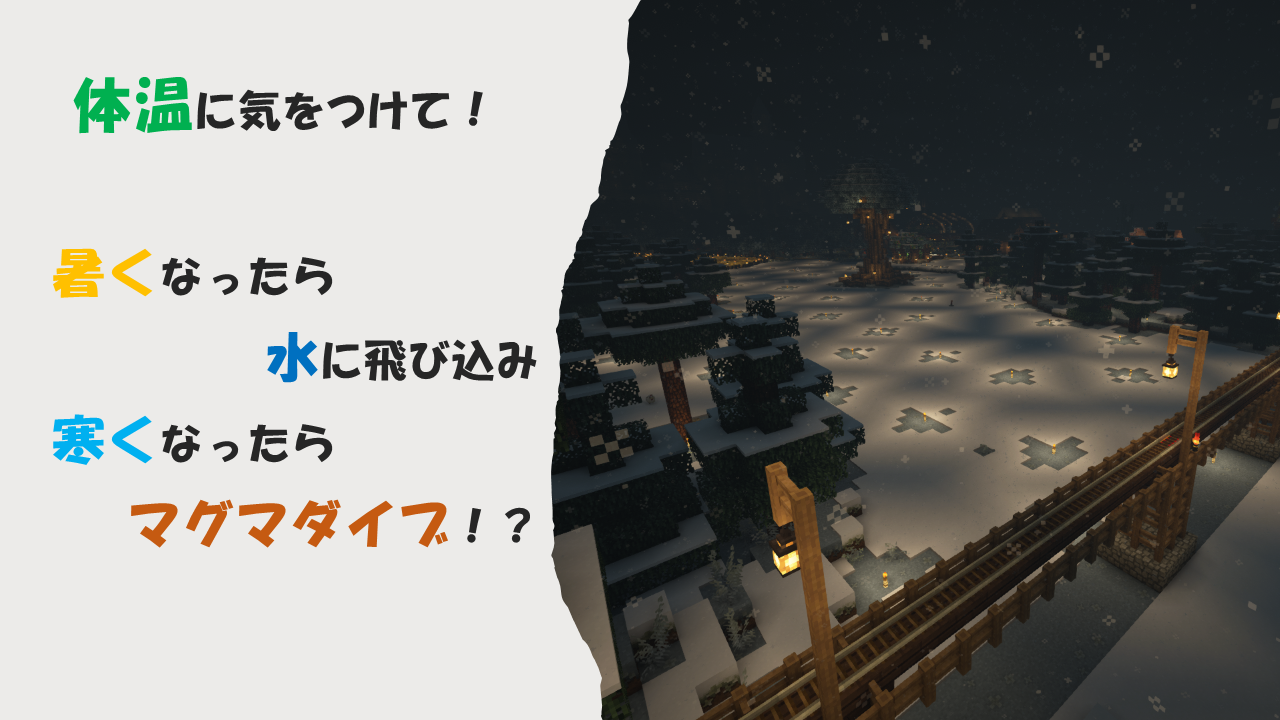 体温に気をつけて！
暑くなったら
水に飛び込み
寒くなったら
マグマダイブ！？